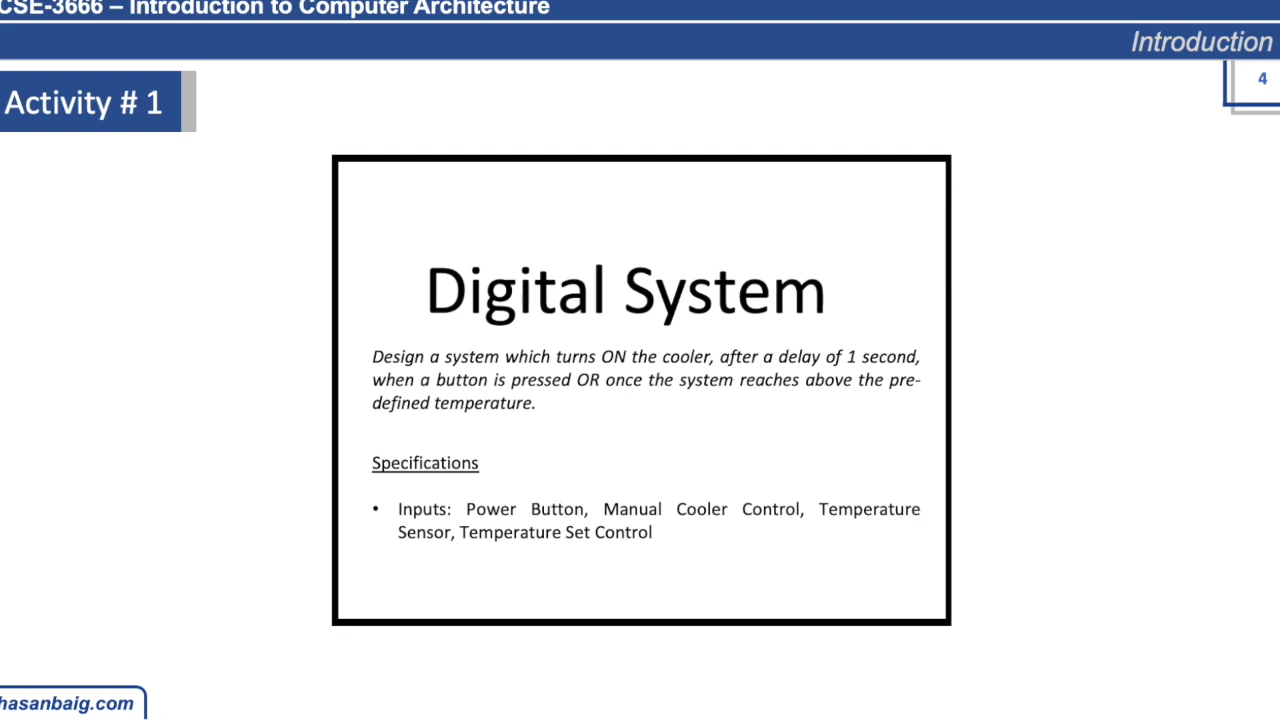 CSE-3666 – Introduction to Computer Architecture
Introduction
4
Activity # 1
Digital System
Design a system which turns ON the cooler, after a delay of 1 second,
when a button is pressed OR once the system reaches above the pre-
defined temperature.
Specifications
• Inputs: Power Button, Manual Cooler Control, Temperature
Sensor, Temperature Set Control
hasanbaig.com